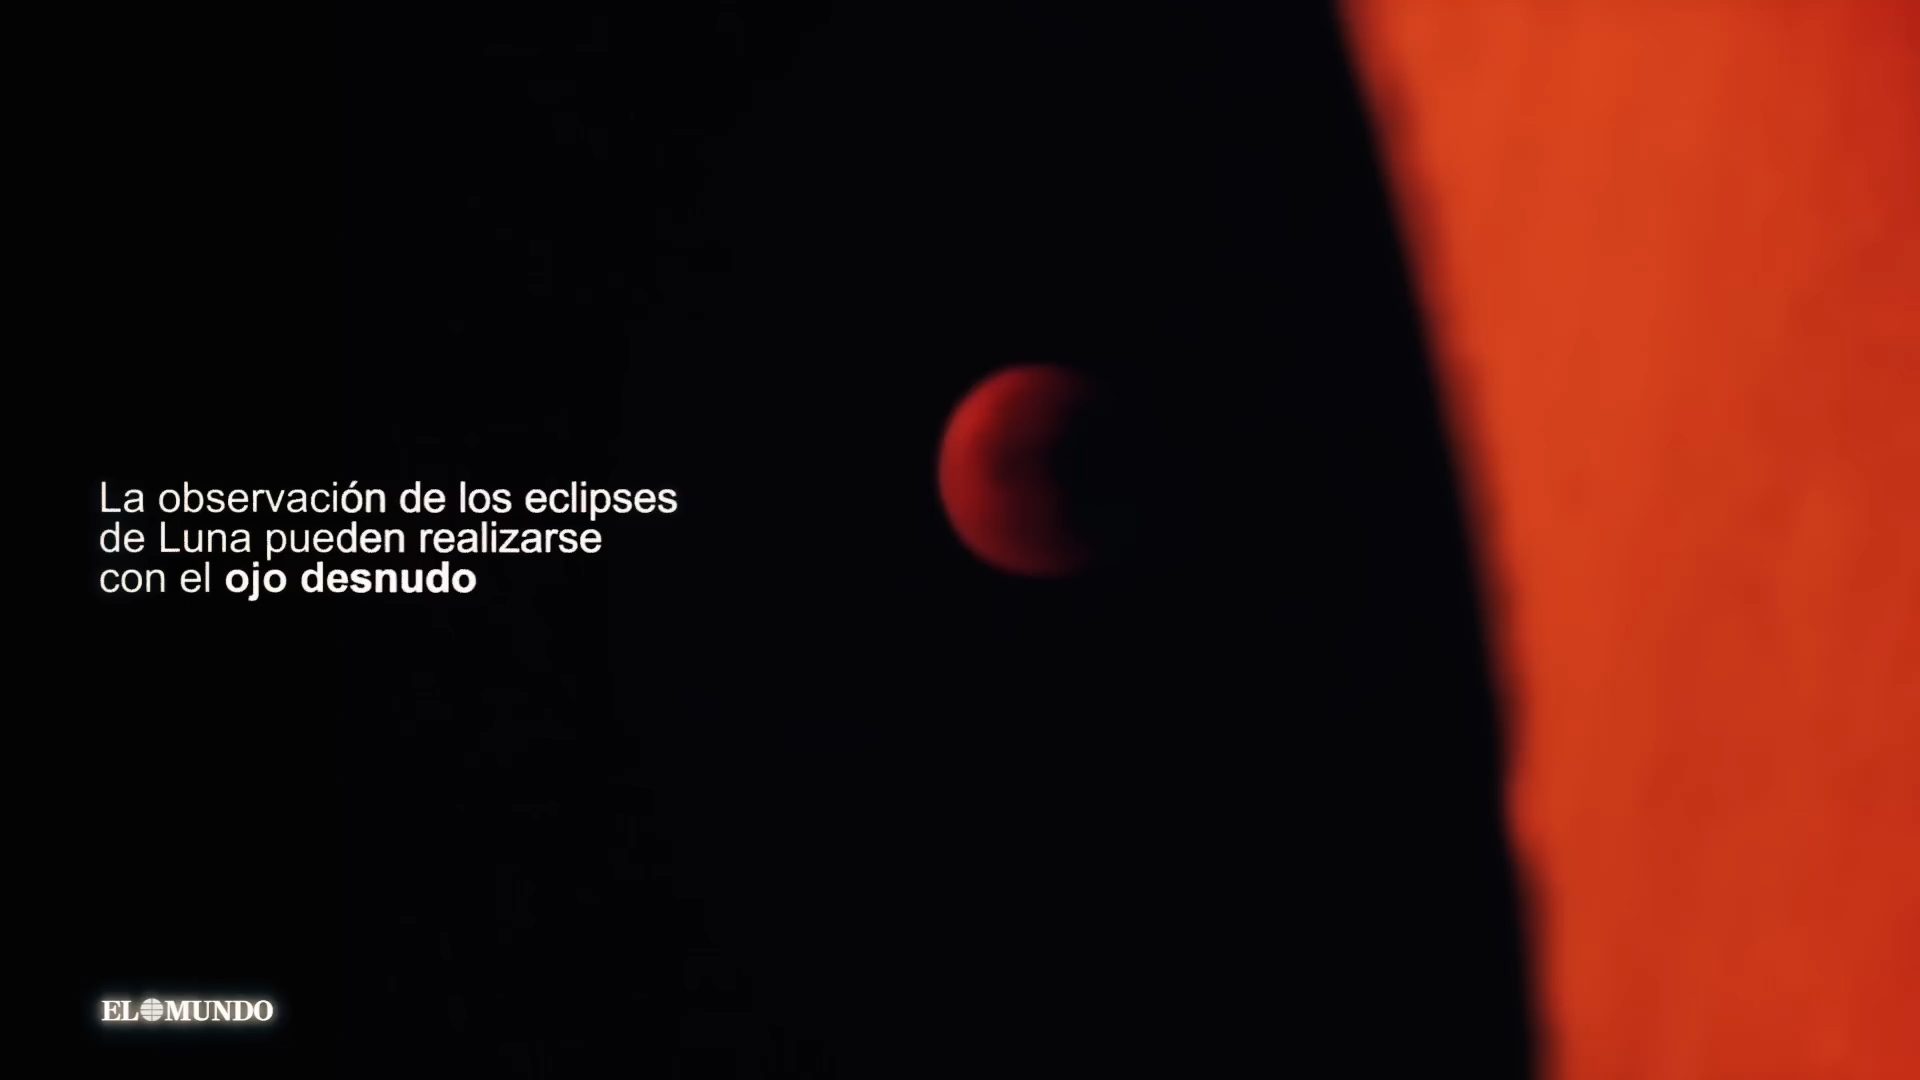 La observación de los eclipses
de Luna pueden realizarse
con el ojo desnudo
EL MUNDO